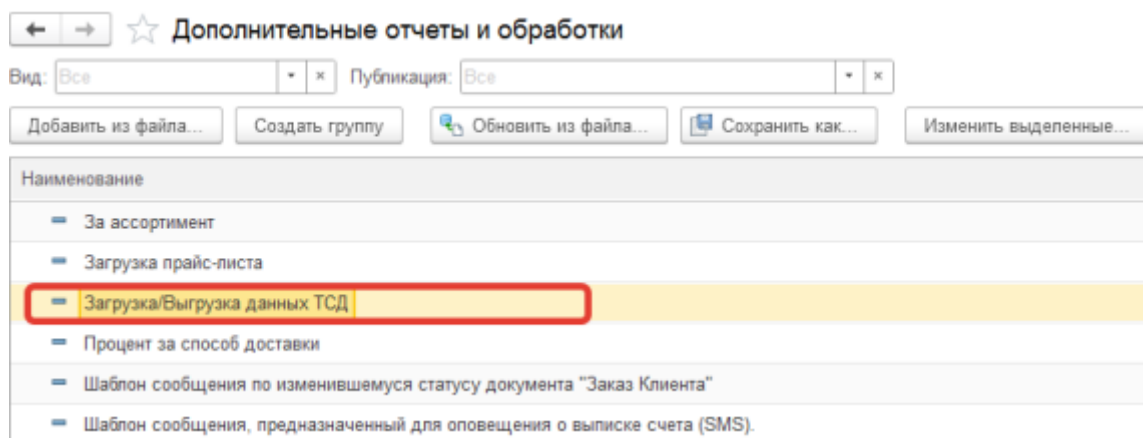 Дополнительные отчеты и обработки
Вид: Все Публикация: Все
Добавить из файла... Создать группу Обновить из файла... Сохранить как... Изменить выделенные...
Наименование
За ассортимент
Загрузка прайс-листа
Загрузка/Выгрузка данных ТСД
Процент за способ доставки
Шаблон сообщения по изменившемуся статусу документа "Заказ Клиента"
Шаблон сообщения, предназначенный для оповещения о выписке счета (SMS).